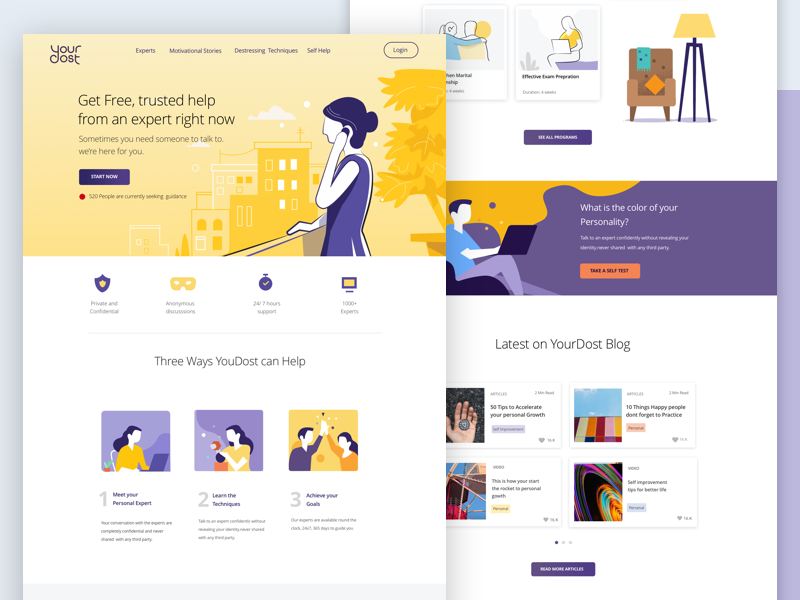 your
dost
Experts
Motivational Stories
Destressing Techniques
Self Help
Login
Get Free, trusted help
from an expert right now
Sometimes you need someone to talk to.
we're here for you.
START NOW
520 People are currently seeking guidance
Private and
Confidential
Anonymous
discusssions
24/ 7 hours
support
1000+
Experts
Three Ways YouDost can Help
1
Meet your
Personal Expert
Your conversation with the experts are
completely confidential and never
shared with any third party.
2
Learn the
Techniques
Talk to an expert confidently without
revealing your identity,never shared
with any third party.
3
Achieve your
Goals
Our experts are available round the
clock, 24x7, 365 days to guide you.
hen Marital
nship
: 4 weeks
Effective Exam Prepration
Duration: 4 weeks
SEE ALL PROGRAMS
What is the color of your
Personality?
Talk to an expert confidently without revealing your
identity,never shared with any third party.
TAKE A SELF TEST
Latest on YourDost Blog
ARTICLES
2 Min Read
50 Tips to Accelerate
your personal Growth
Self improvement
16 K
ARTICLES
2 Min Read
10 Things Happy people
dont forget to Practice
Personal
16 K
VIDEO
This is how your start
the rocket to personal
gowth
Personal
16 K
VIDEO
Self improvement
tips for better life
Personal
16 K
READ MORE ARTICLES